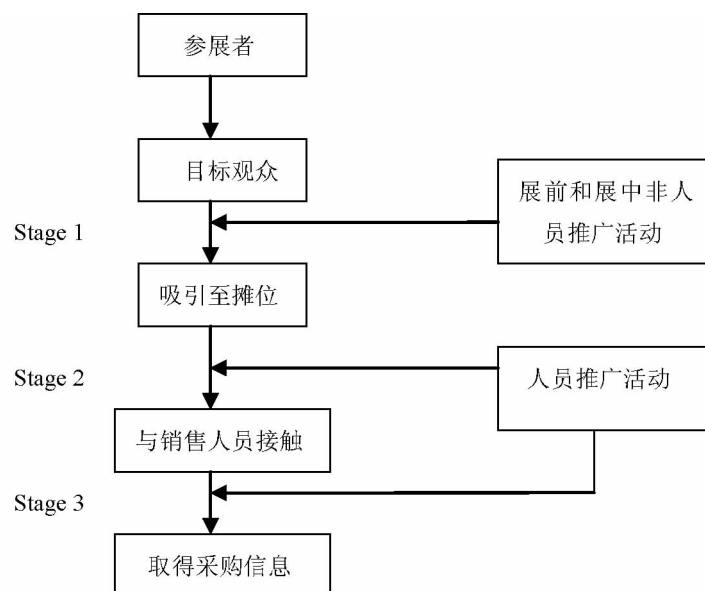 参展者
目标观众
展前和展中非人
员推广活动
Stage 1
吸引至摊位
Stage 2
人员推广活动
与销售人员接触
Stage 3
取得采购信息